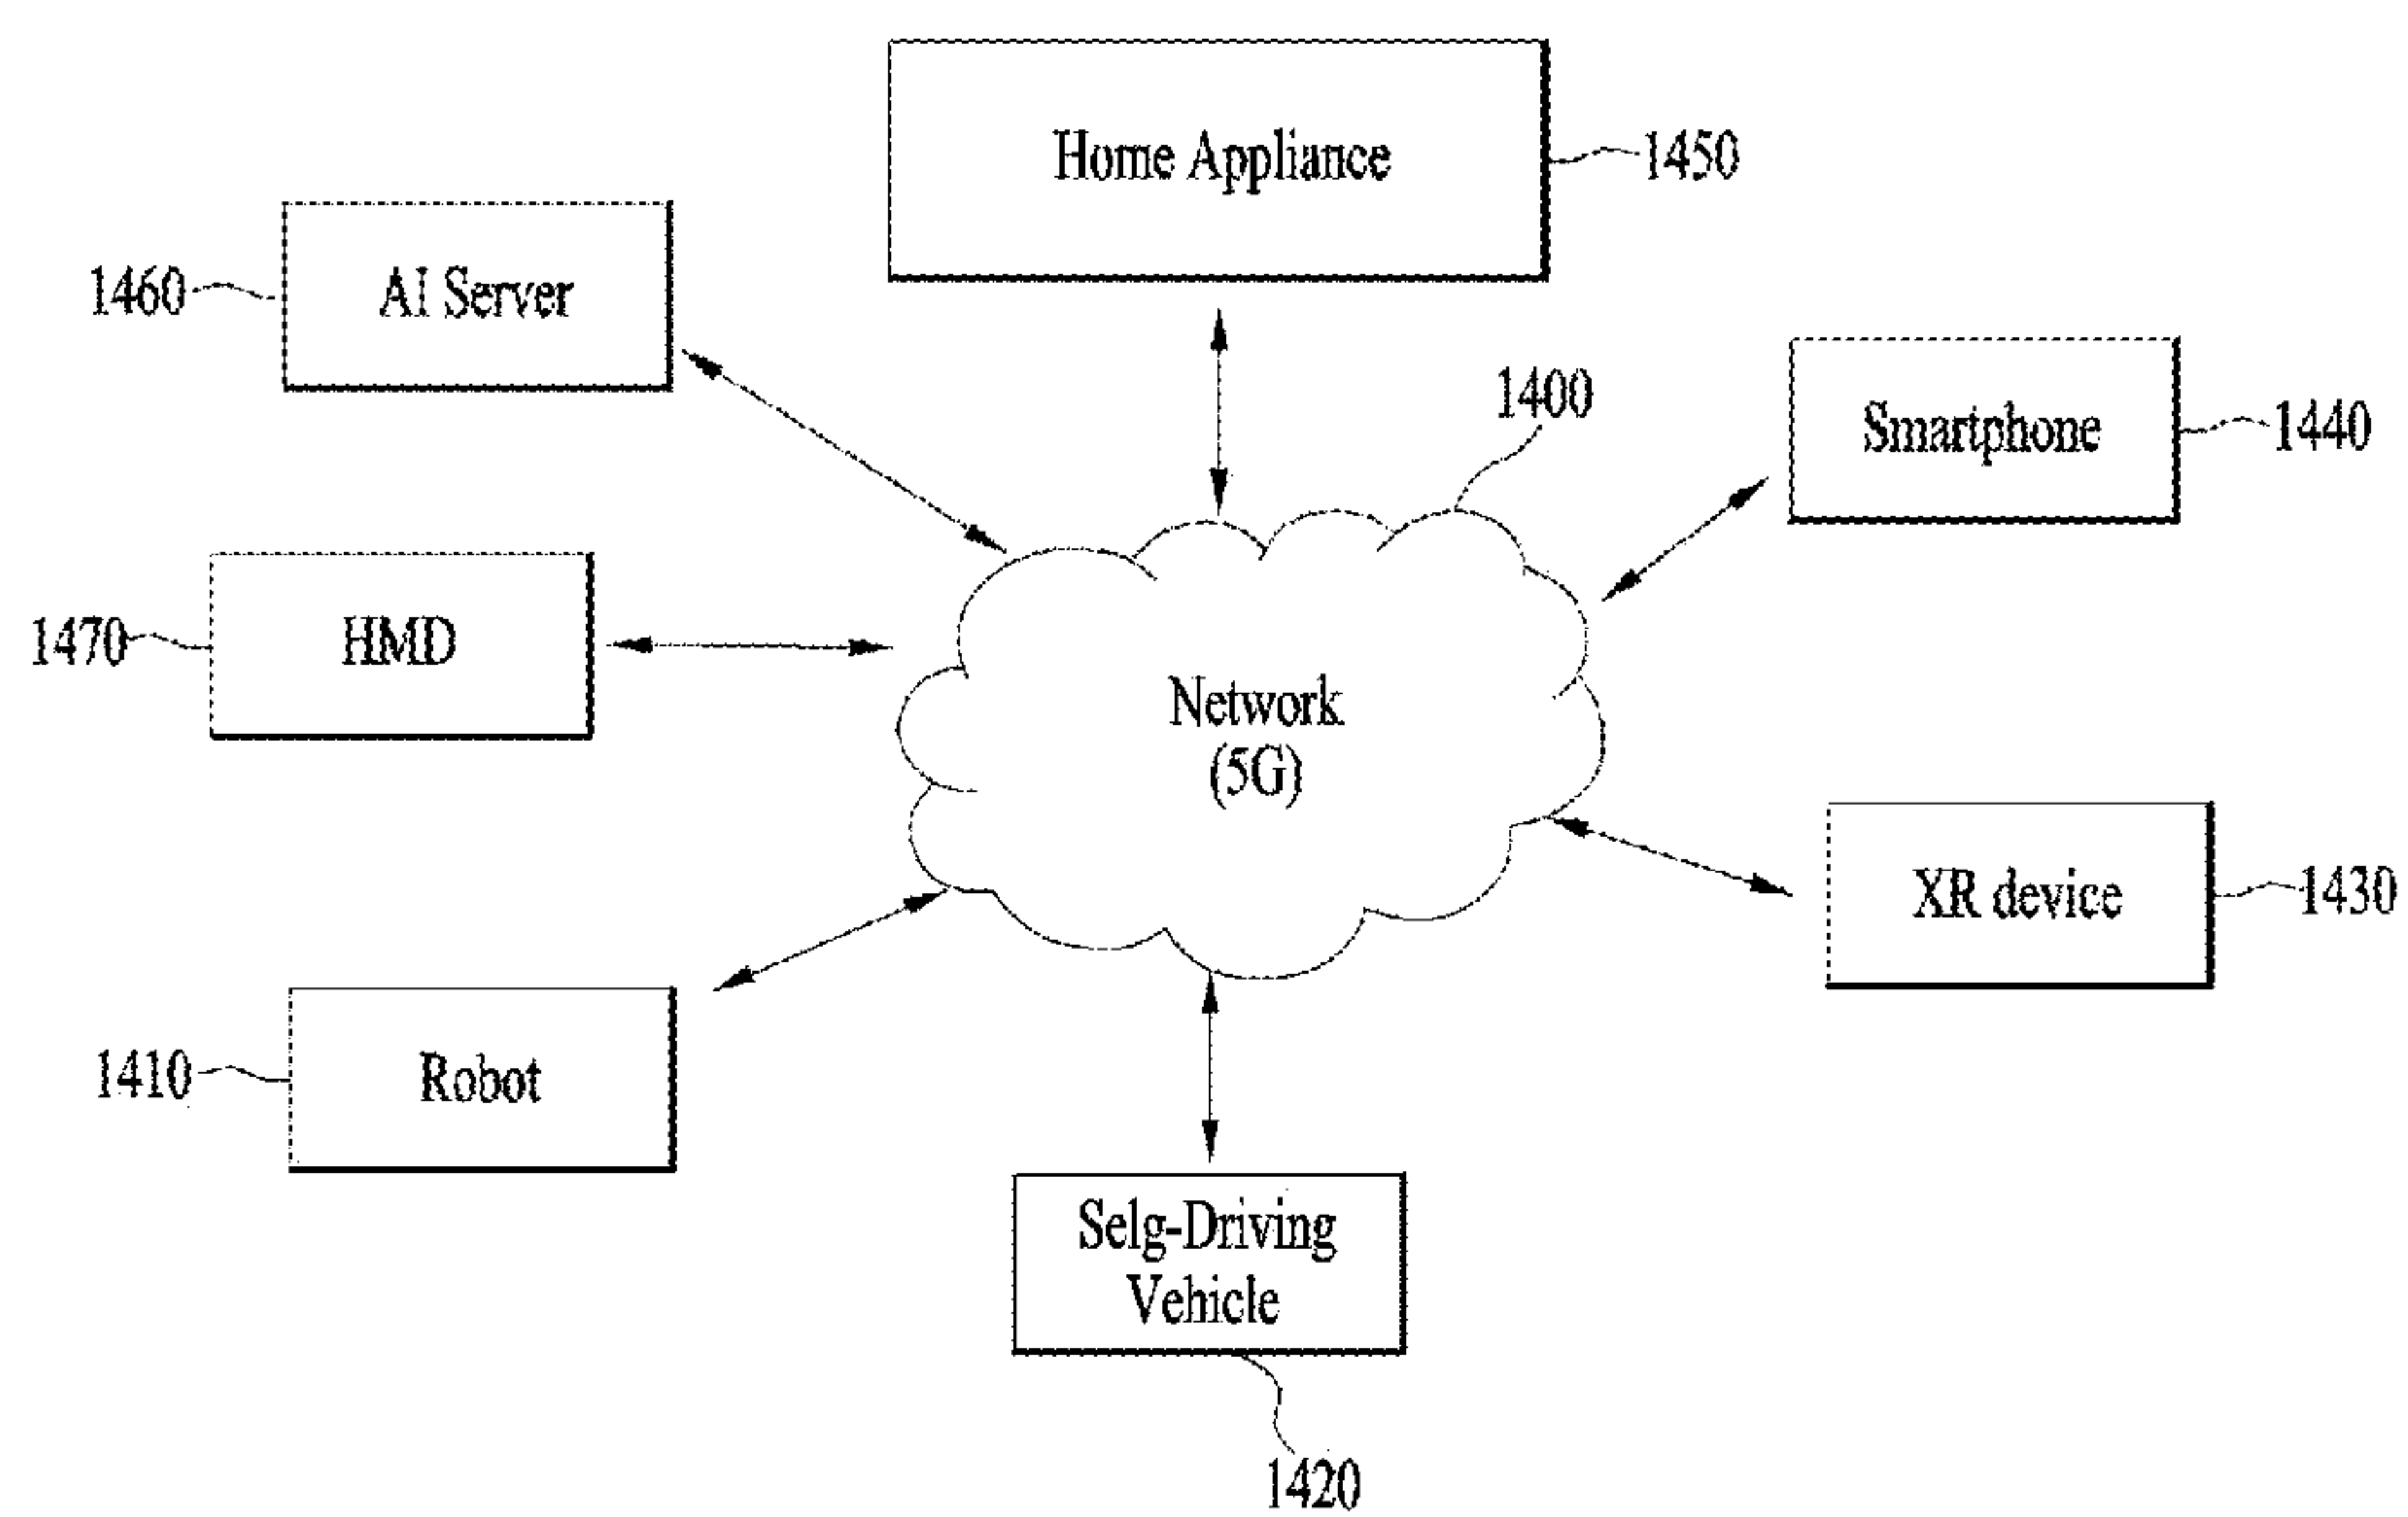 Home Appliance
1450
AI Server
1460
1400
Smartphone
1440
HMD
1470
Network
(5G)
XR device
1430
Robot
1410
Selg-Driving
Vehicle
1420